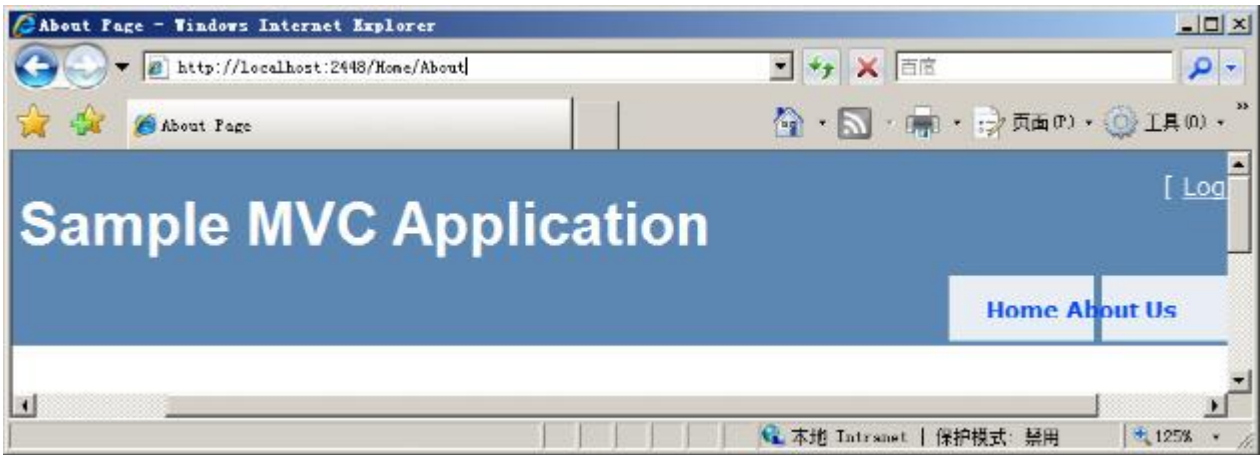 About Page - Windows Internet Explorer
http://localhost:2448/Home/About
百度
About Page
页面(P)
工具(O)
[ Log
Sample MVC Application
Home About Us
本地 Intranet | 保护模式: 禁用
125%